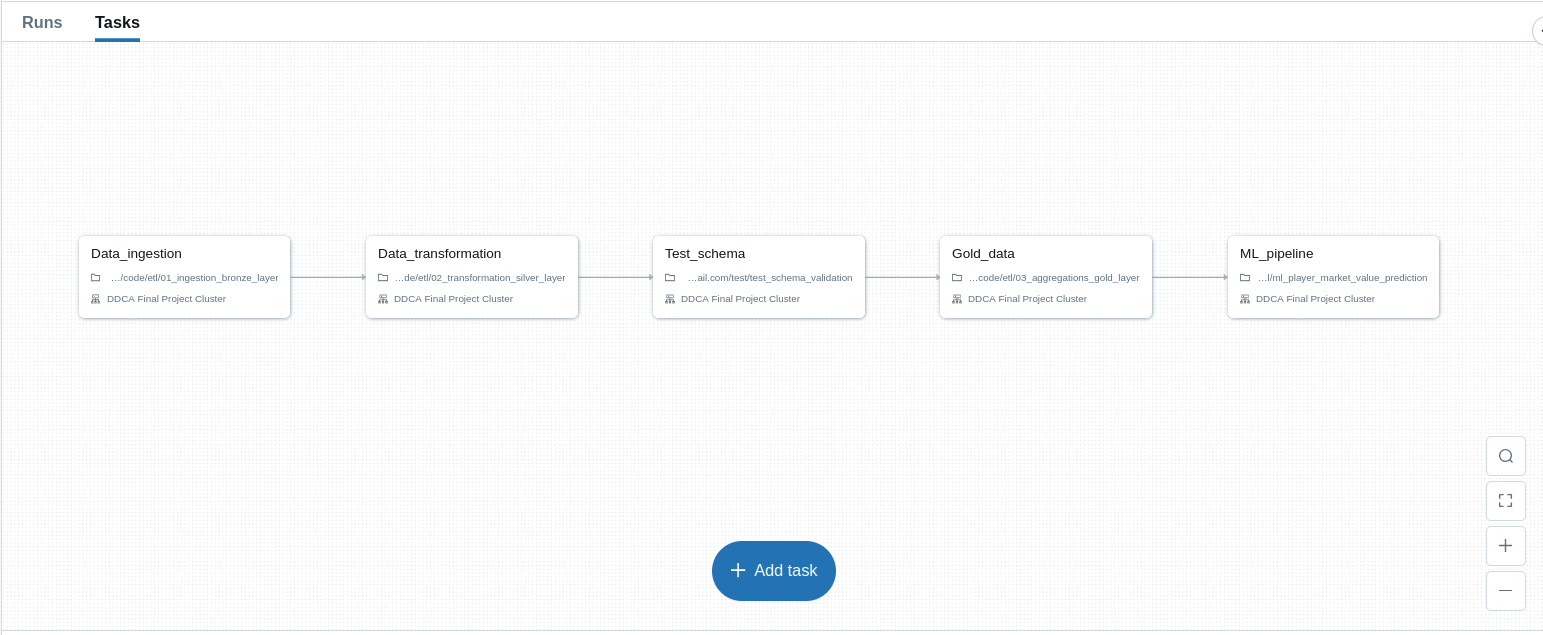 Runs
Tasks
Data_ingestion
.../code/etl/01_ingestion_bronze_layer
DDCA Final Project Cluster
Data_transformation
...de/etl/02_transformation_silver_layer
DDCA Final Project Cluster
Test_schema
...ail.com/test/test_schema_validation
DDCA Final Project Cluster
Gold_data
...code/etl/03_aggregations_gold_layer
DDCA Final Project Cluster
ML_pipeline
...l/ml_player_market_value_prediction
DDCA Final Project Cluster
Add task